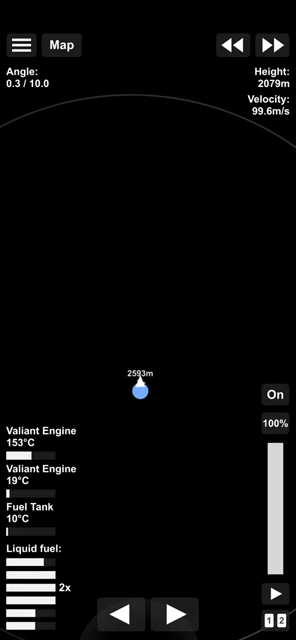 Map
Angle:
0.3 / 10.0
Height:
2079m
Velocity:
99.6m/s
2593m
On
100%
Valiant Engine
153°C
Valiant Engine
19°C
Fuel Tank
10°C
Liquid fuel:
2x
1 2